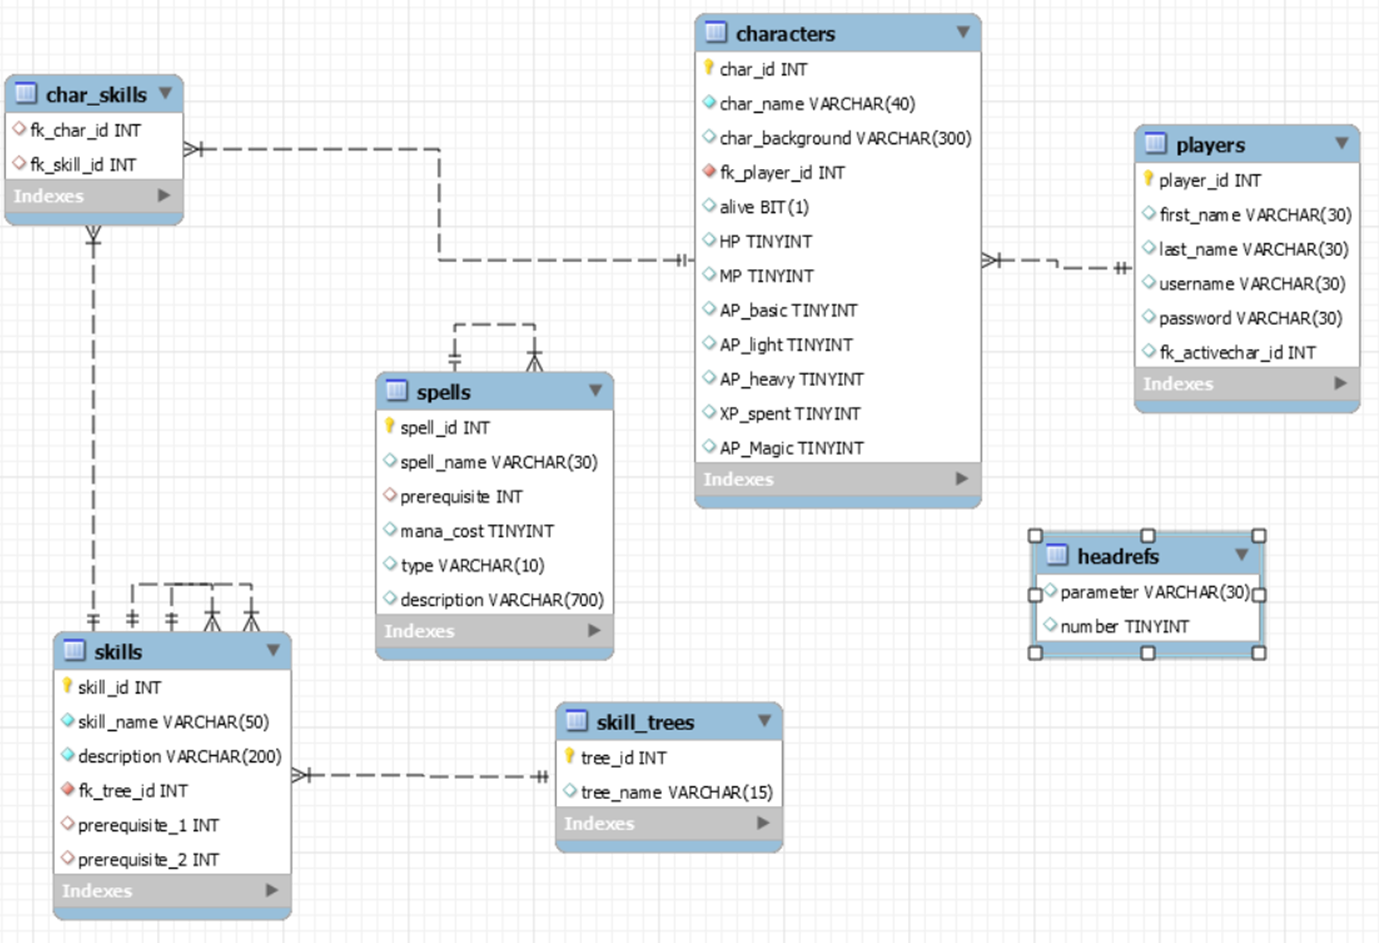 characters
char_id INT
char_name VARCHAR(40)
char_background VARCHAR(300)
fk_player_id INT
alive BIT(1)
HP TINYINT
MP TINYINT
AP_basic TINYINT
AP_light TINYINT
AP_heavy TINYINT
XP_spent TINYINT
AP_Magic TINYINT
Indexes
char_skills
fk_char_id INT
fk_skill_id INT
Indexes
players
player_id INT
first_name VARCHAR(30)
last_name VARCHAR(30)
username VARCHAR(30)
password VARCHAR(30)
fk_activechar_id INT
Indexes
spells
spell_id INT
spell_name VARCHAR(30)
prerequisite INT
mana_cost TINYINT
type VARCHAR(10)
description VARCHAR(700)
Indexes
headrefs
parameter VARCHAR(30)
number TINYINT
skills
skill_id INT
skill_name VARCHAR(50)
description VARCHAR(200)
fk_tree_id INT
prerequisite_1 INT
prerequisite_2 INT
Indexes
skill_trees
tree_id INT
tree_name VARCHAR(15)
Indexes